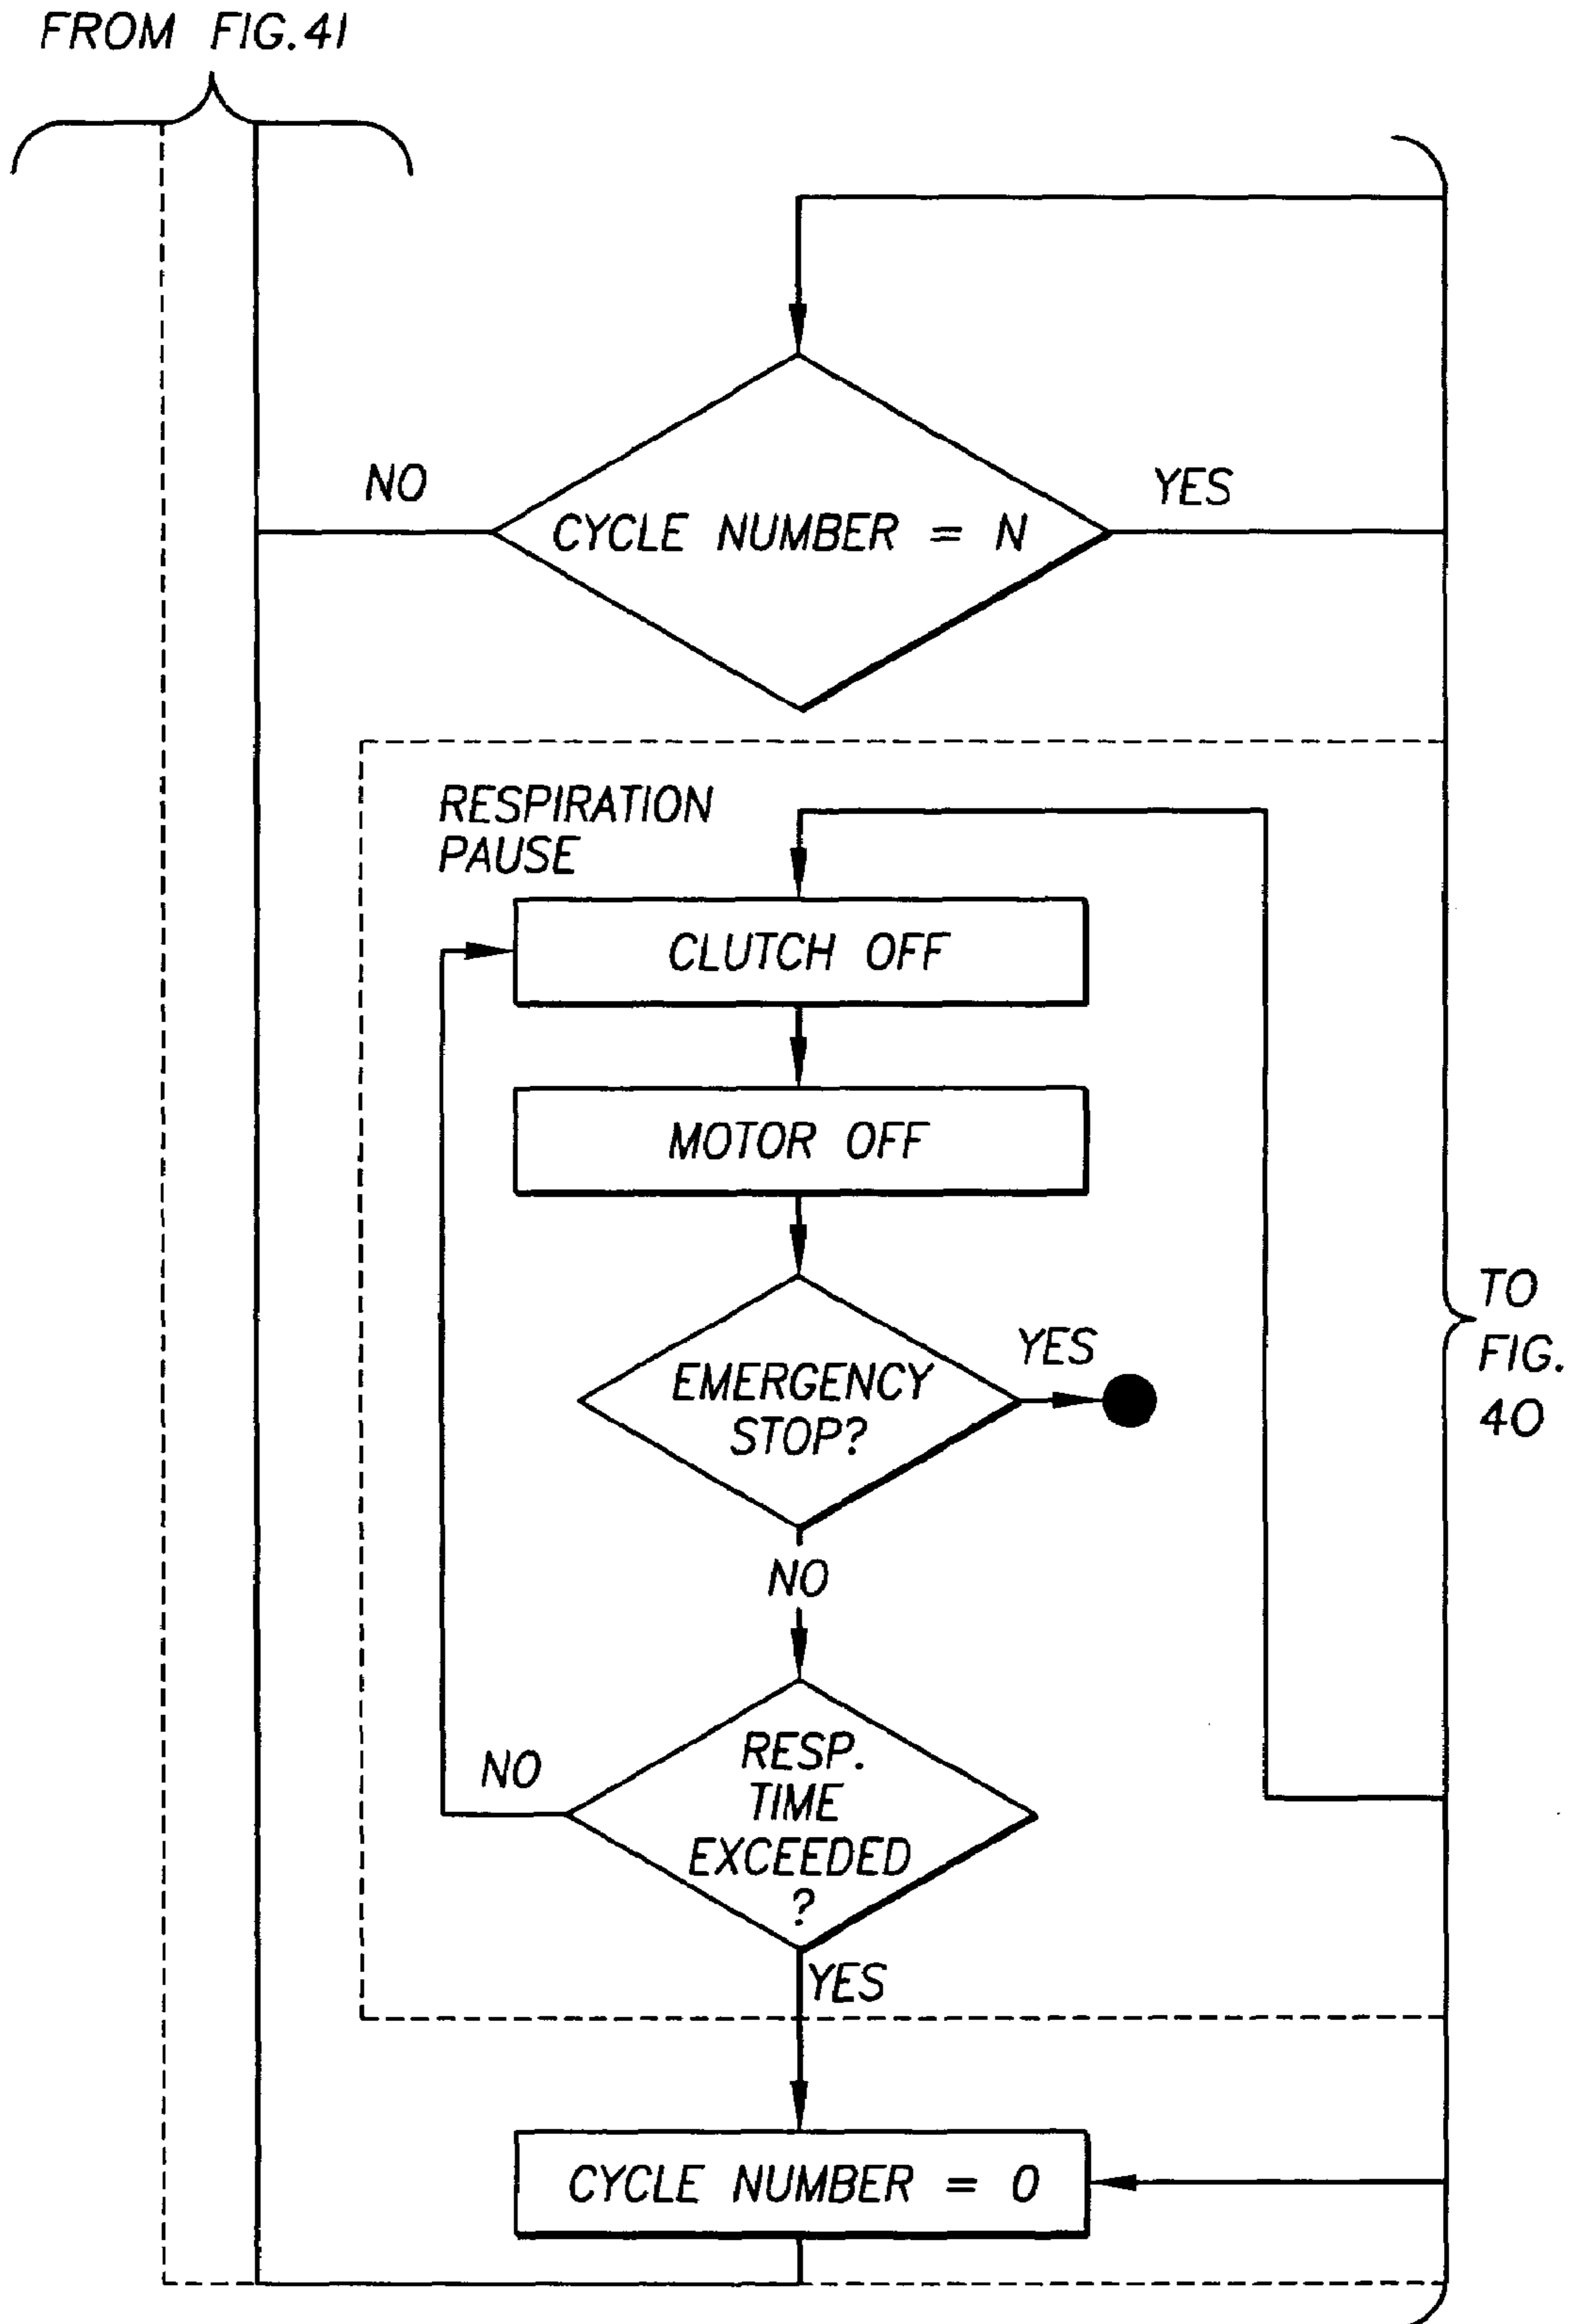 FROM FIG.41
NO
CYCLE NUMBER = N
YES
RESPIRATION
PAUSE
CLUTCH OFF
MOTOR OFF
EMERGENCY
STOP?
YES
TO
FIG.
40
NO
RESP.
TIME
EXCEEDED
?
NO
YES
CYCLE NUMBER = 0